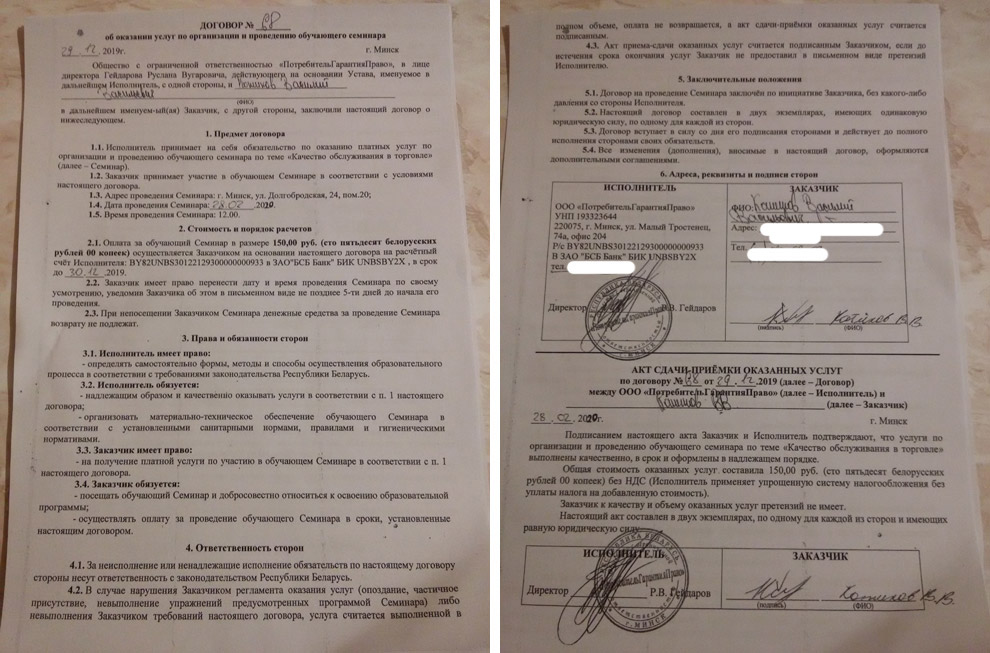 ДОГОВОР № 68
об оказании услуг по организации и проведению обучающего семинара
29.12.2019г. г. Минск
Общество с ограниченной ответственностью «ПотребительГарантияПраво», в лице
директора Гейдарова Руслана Вугаровича, действующего на основании Устава, именуемое в
дальнейшем Исполнитель, с одной стороны, и Василий
(ФИО)
в дальнейшем именуем-ый(ая) Заказчик, с другой стороны, заключили настоящий договор о
нижеследующем.
1. Предмет договора
1.1. Исполнитель принимает на себя обязательство по оказанию платных услуг по
организации и проведению обучающего семинара по теме «Качество обслуживания в торговле»
(далее – Семинар).
1.2. Заказчик принимает участие в обучающем Семинаре в соответствии с условиями
настоящего договора.
1.3. Адрес проведения Семинара: г. Минск, ул. Долгобродская, 24, пом.20;
1.4. Дата проведения Семинара: 28.02.2020.
1.5. Время проведения Семинара: 12.00.
2. Стоимость и порядок расчетов
2.1. Оплата за обучающий Семинар в размере 150,00 руб. (сто пятьдесят белорусских
рублей 00 копеек) осуществляется Заказчиком на основании настоящего договора на расчётный
счёт Исполнителя: BY82UNBS30122129300000000933 в ЗАО"БСБ Банк" БИК UNBSBY2X , в срок
до 30.12.2019.
2.2. Заказчик имеет право перенести дату и время проведения Семинара по своему
усмотрению, уведомив Заказчика об этом в письменном виде не позднее 5-ти дней до начала его
проведения.
2.3. При непосещении Заказчиком Семинара денежные средства за проведение Семинара
возврату не подлежат.
3. Права и обязанности сторон
3.1. Исполнитель имеет право:
- определять самостоятельно формы, методы и способы осуществления образовательного
процесса в соответствии с требованиями законодательства Республики Беларусь.
3.2. Исполнитель обязуется:
- надлежащим образом и качественно оказывать услуги в соответствии с п. 1 настоящего
договора;
- организовать материально-техническое обеспечение обучающего Семинара в
соответствии с установленными санитарными нормами, правилами и гигиеническими
нормативами.
3.3. Заказчик имеет право:
- на получение платной услуги по участию в обучающем Семинаре в соответствии с п. 1
настоящего договора.
3.4. Заказчик обязуется:
- посещать обучающий Семинар и добросовестно относиться к освоению образовательной
программы;
- осуществлять оплату за проведение обучающего Семинара в сроки, установленные
настоящим договором.
4. Ответственность сторон
4.1. За неисполнение или ненадлежащие исполнение обязательств по настоящему договору
стороны несут ответственность с законодательством Республики Беларусь.
4.2. В случае нарушения Заказчиком регламента оказания услуг (опоздание, частичное
присутствие, невыполнение упражнений предусмотренных программой Семинара) либо
невыполнения Заказчиком требований настоящего договора, услуга считается выполненной в
полном объеме, оплата не возвращается, а акт сдачи-приёмки оказанных услуг считается
подписанным.
4.3. Акт приема-сдачи оказанных услуг считается подписанным Заказчиком, если до
истечения срока окончания услуг Заказчик не предоставил в письменном виде претензий
Исполнителю.
5. Заключительные положения
5.1. Договор на проведение Семинара заключён по инициативе Заказчика, без какого-либо
давления со стороны Исполнителя.
5.2. Настоящий договор составлен в двух экземплярах, имеющих одинаковую
юридическую силу, по одному для каждой из сторон.
5.3. Договор вступает в силу со дня его подписания сторонами и действует до полного
исполнения сторонами своих обязательств.
5.4. Все изменения (дополнения), вносимые в настоящий договор, оформляются
дополнительными соглашениями.
6. Адреса, реквизиты и подписи сторон
ИСПОЛНИТЕЛЬ
ООО «ПотребительГарантияПраво»
УНП 193323644
220075, г. Минск, ул. Малый Тростенец,
74а, офис 204
Р/с BY82UNBS30122129300000000933
В ЗАО "БСБ Банк" БИК UNBSBY2X
тел.
Директор Р.В. Гейдаров
ЗАКАЗЧИК
ФИО: Василий
Васильевич
Адрес:
Тел.
(подпись) (ФИО)
АКТ СДАЧИ-ПРИЁМКИ ОКАЗАННЫХ УСЛУГ
по договору № 68 от 29.12.2019 (далее – Договор)
между ООО «ПотребительГарантияПраво» (далее – Исполнитель) и
(далее – Заказчик)
28.02.2020г. г. Минск
Подписанием настоящего акта Заказчик и Исполнитель подтверждают, что услуги по
организации и проведению обучающего семинара по теме «Качество обслуживания в торговле»
выполнены качественно, в срок и оформлены в надлежащем порядке.
Общая стоимость оказанных услуг составила 150,00 руб. (сто пятьдесят белорусских
рублей 00 копеек) без НДС (Исполнитель применяет упрощенную систему налогообложения без
уплаты налога на добавленную стоимость).
Заказчик к качеству и объему оказанных услуг претензий не имеет.
Настоящий акт составлен в двух экземплярах, по одному для каждой из сторон и имеющих
равную юридическую силу.
ИСПОЛНИТЕЛЬ
Директор Р.В. Гейдаров
ЗАКАЗЧИК
(подпись) (ФИО)